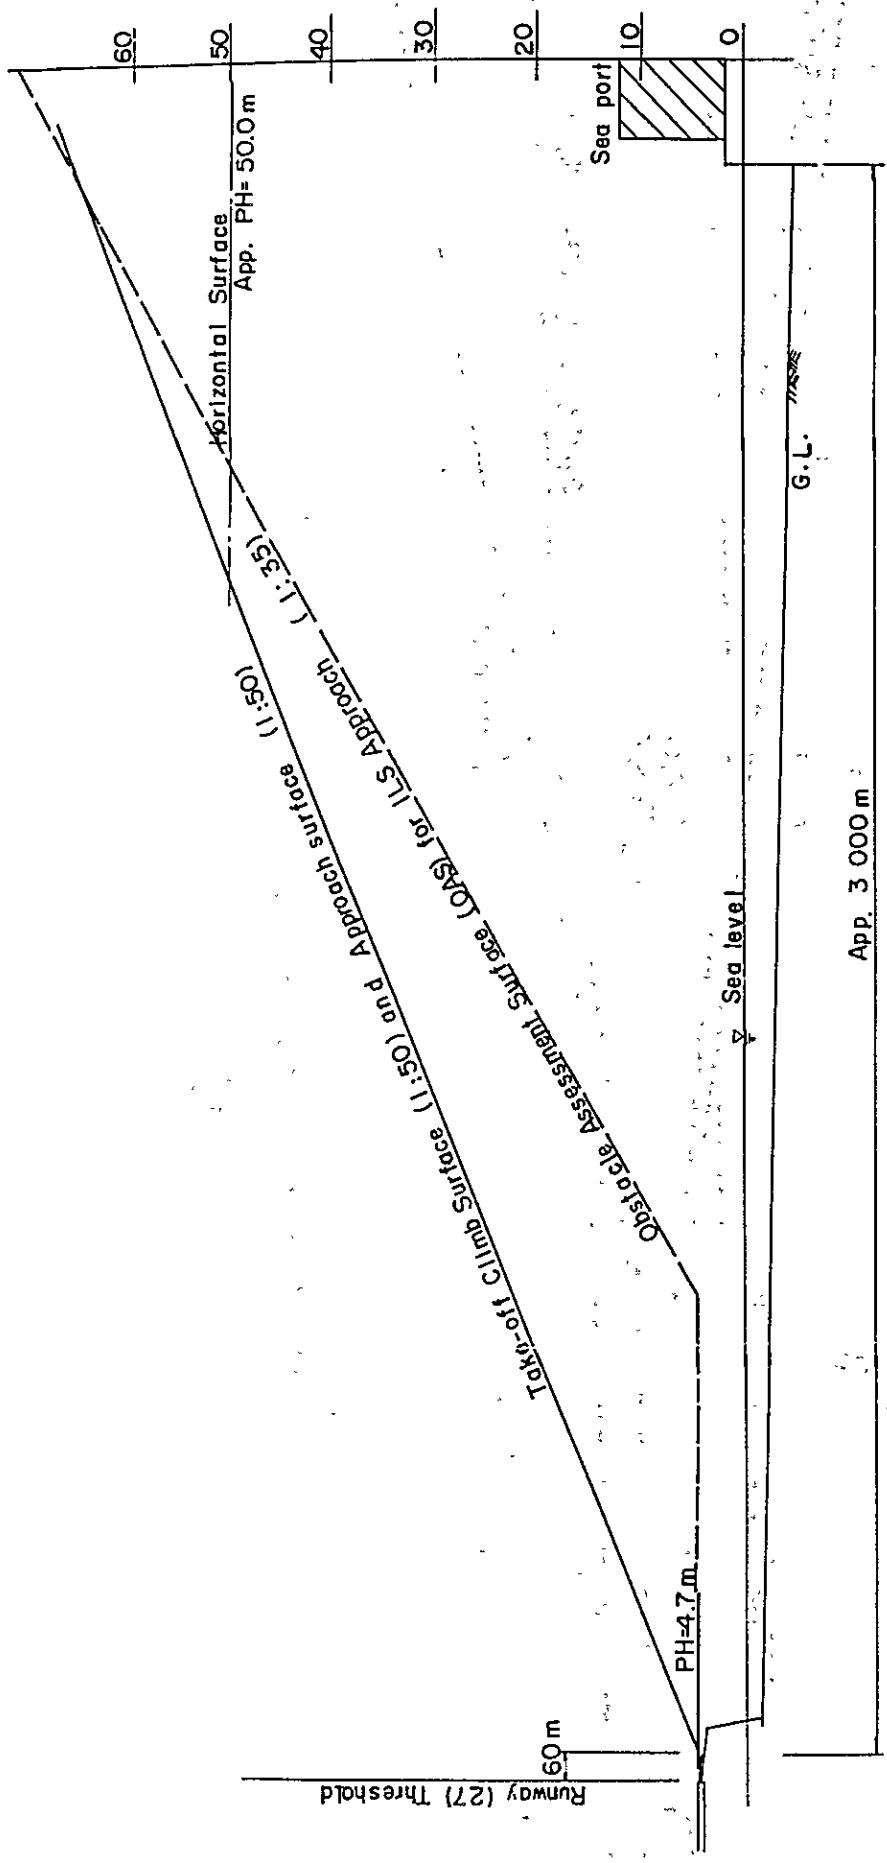 60
50
40
30
20
10
0
Horizontal Surface
App. PH= 50.0 m
Sea port
Take-off Climb Surface (1:50) and Approach surface (1:50)
Obstacle Assessment Surface (OAS) for ILS Approach (1:35)
G.L.
Sea level
App. 3 000 m
PH=4.7 m
60 m
Runway (27) Threshold